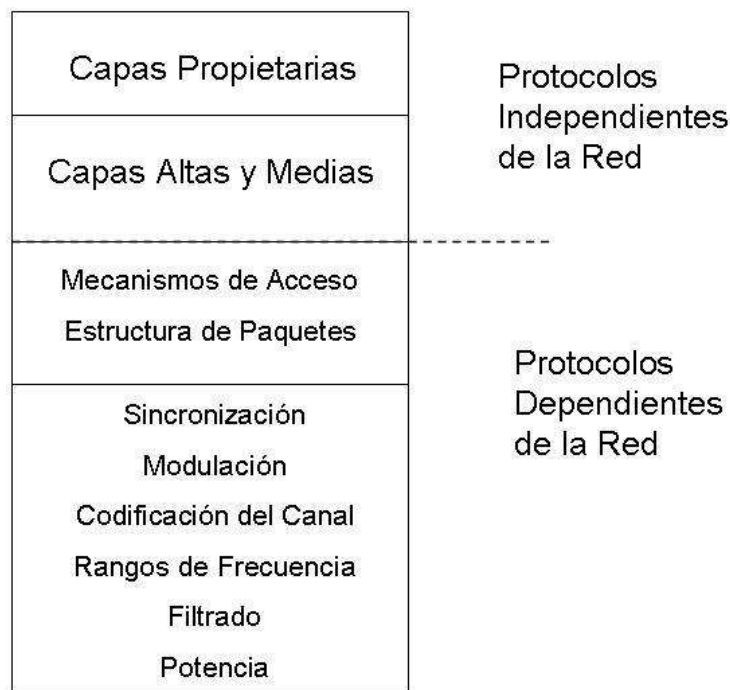 Capas Propietarias
Capas Altas y Medias
Protocolos
Independientes
de la Red
Mecanismos de Acceso
Estructura de Paquetes
Sincronización
Modulación
Codificación del Canal
Rangos de Frecuencia
Filtrado
Potencia
Protocolos
Dependientes
de la Red